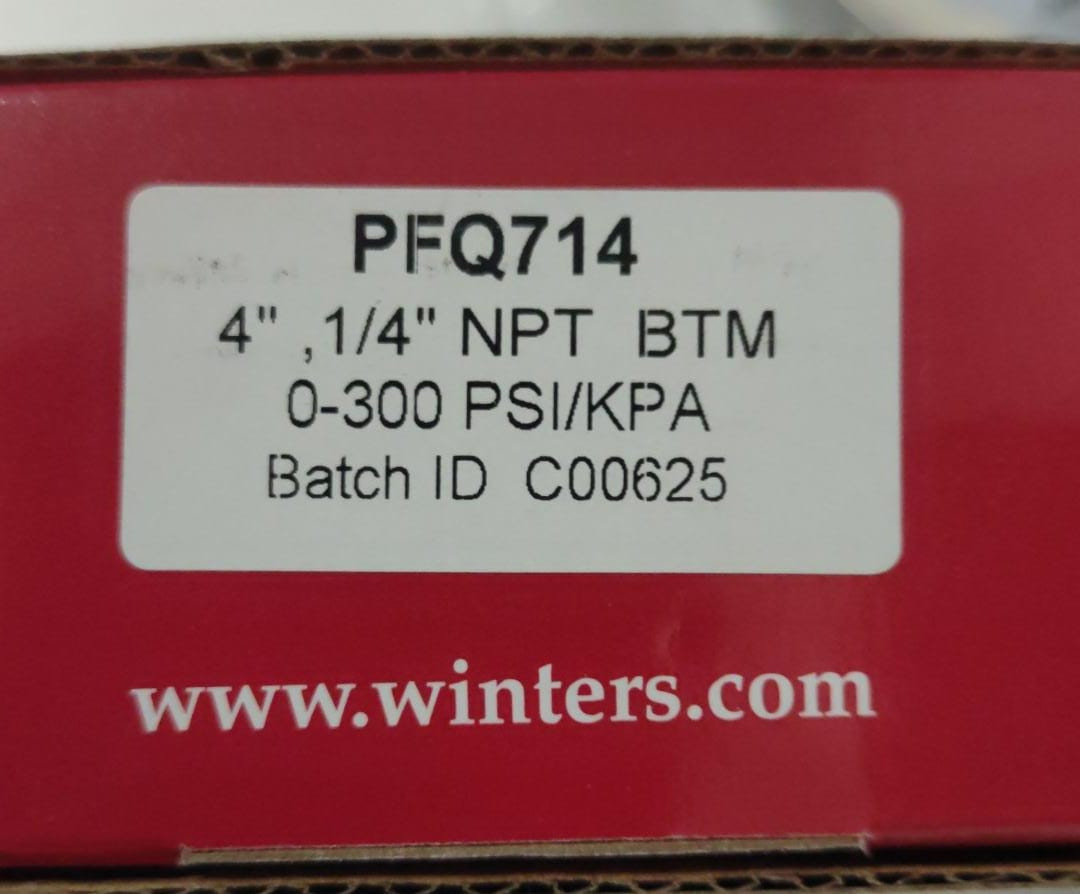 PFQ714
4" ,1/4" NPT BTM
0-300 PSI/KPA
Batch ID C00625
www.winters.com